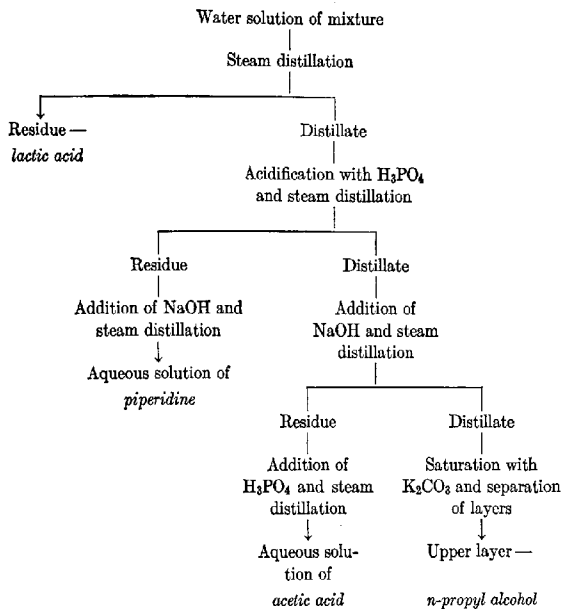 Water solution of mixture
Steam distillation
Residue —
lactic acid
Distillate
Acidification with H₃PO₄
and steam distillation
Residue
Addition of NaOH and
steam distillation
Aqueous solution of
piperidine
Distillate
Addition of
NaOH and steam
distillation
Residue
Addition of
H₃PO₄ and steam
distillation
Aqueous solu-
tion of
acetic acid
Distillate
Saturation with
K₂CO₃ and separation
of layers
Upper layer —
n-propyl alcohol